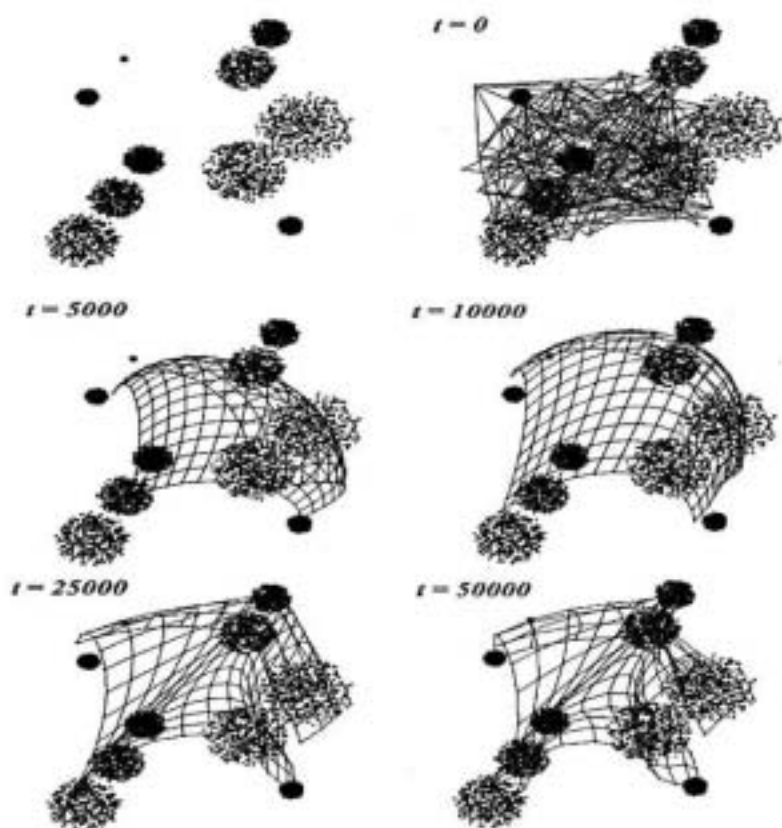 t = 0
t = 5000
t = 10000
t = 25000
t = 50000